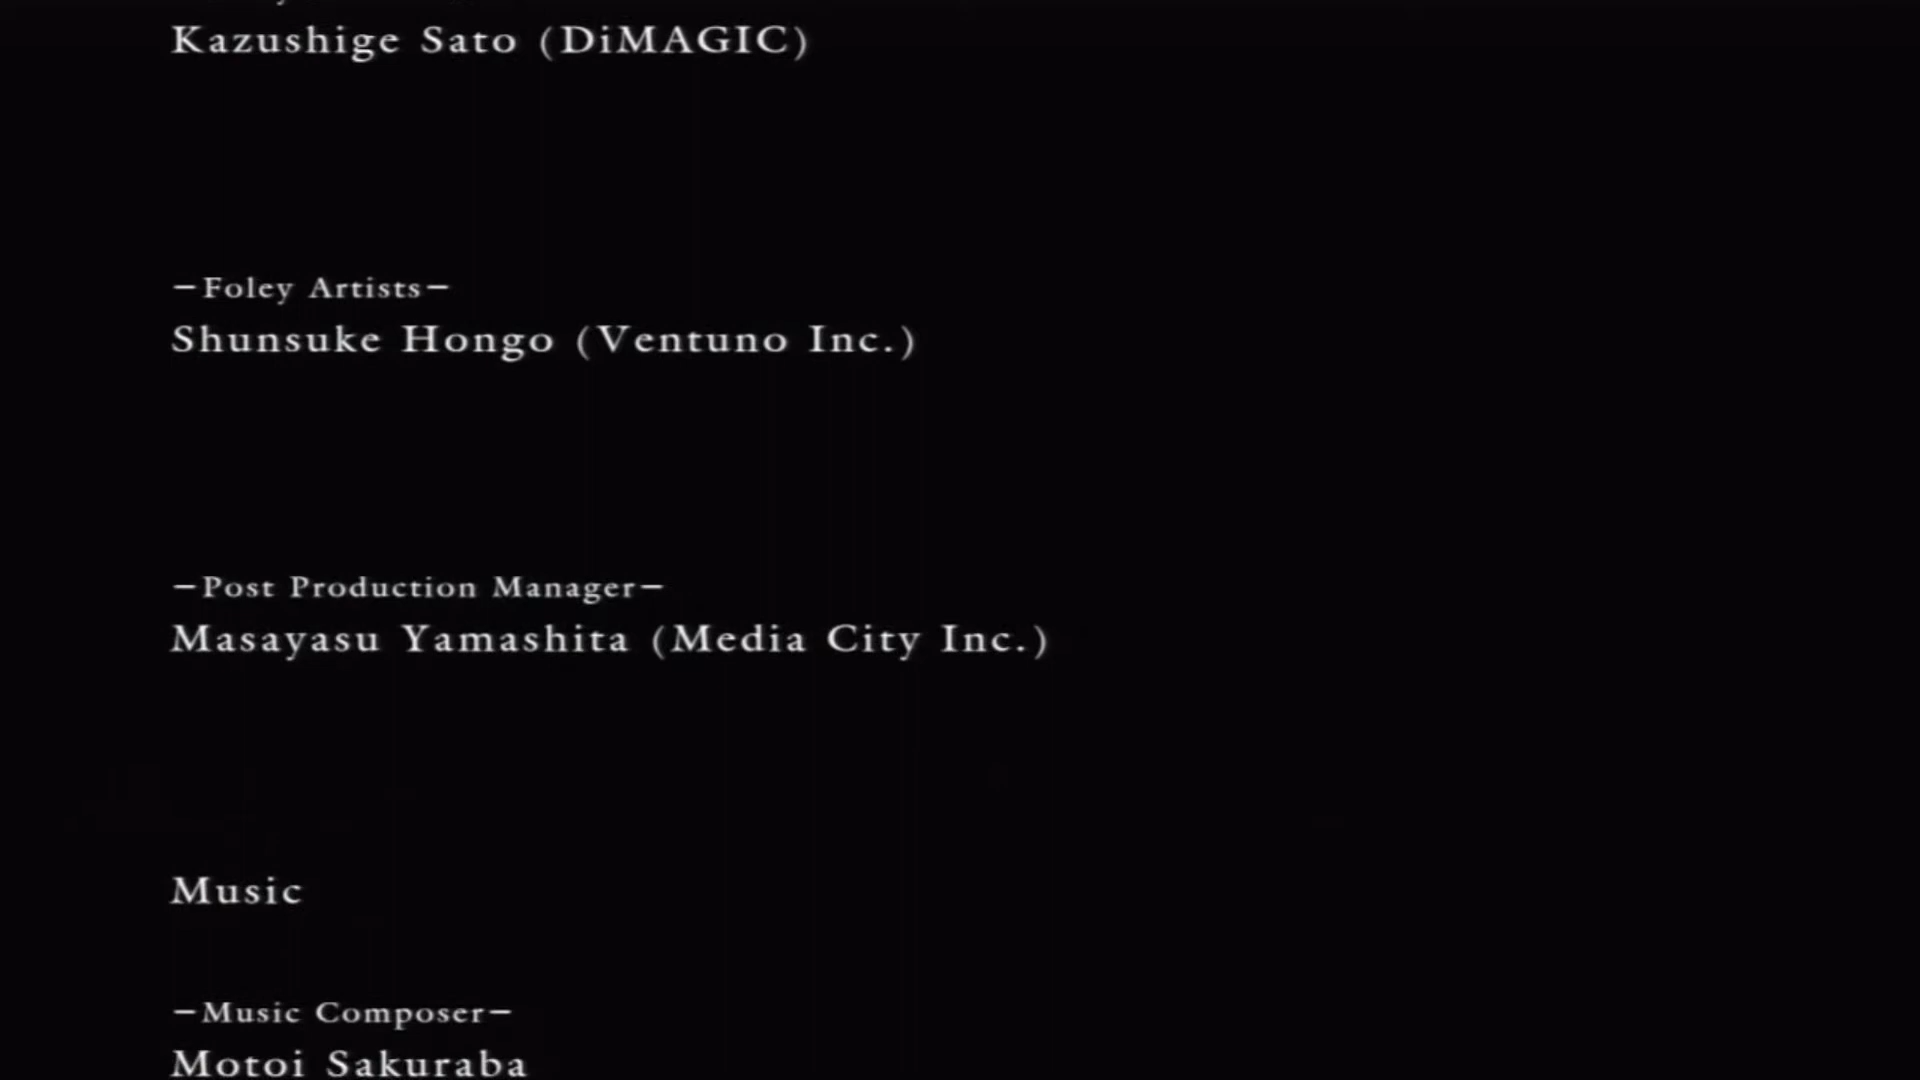 Kazushige Sato (DiMAGIC)
—Foley Artists—
Shunsuke Hongo (Ventuno Inc.)
—Post Production Manager—
Masayasu Yamashita (Media City Inc.)
Music
—Music Composer—
Motoi Sakuraba